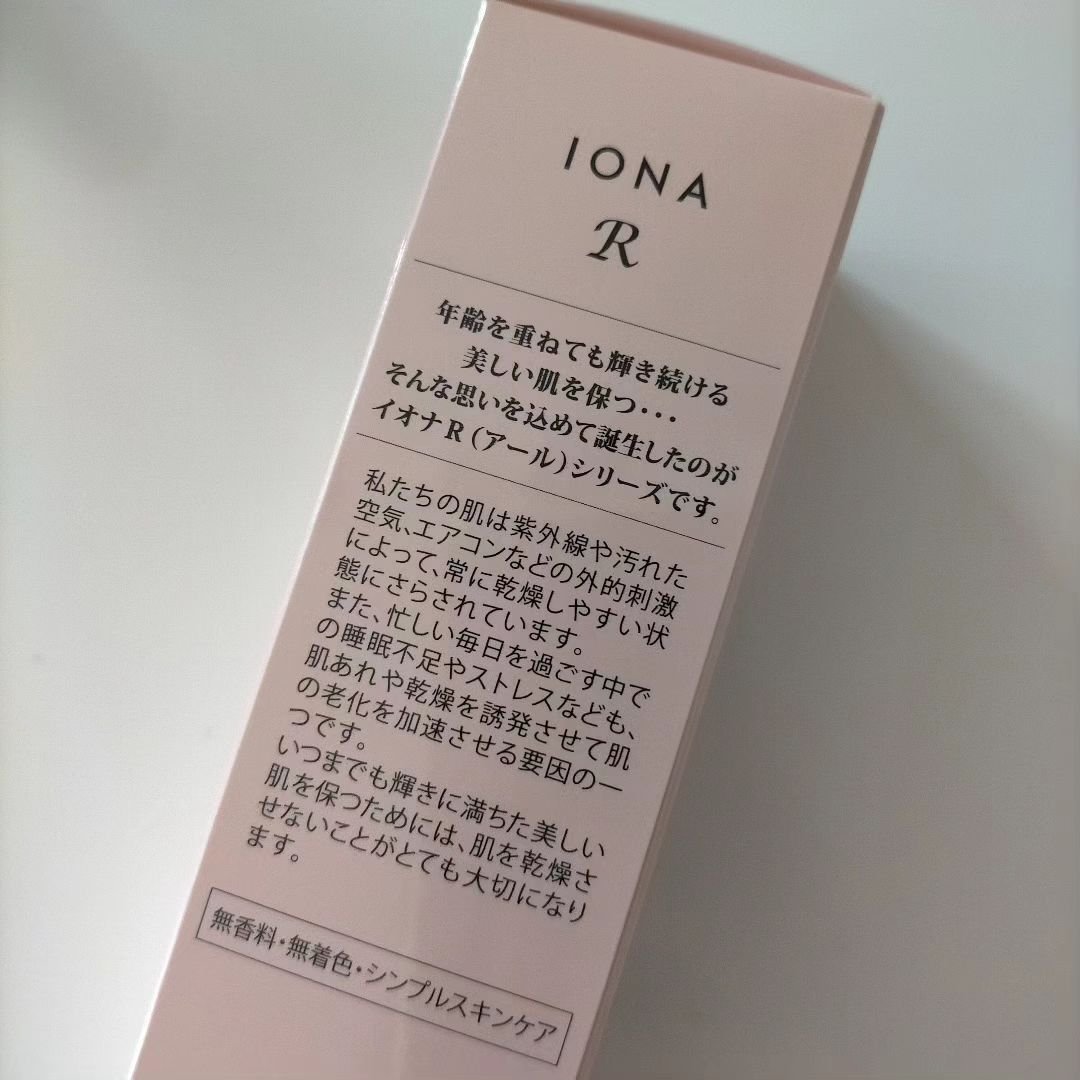 IONA
R
年齢を重ねても輝き続ける
美しい肌を保つ・・・
そんな思いを込めて誕生したのが
イオナR（アール）シリーズです。
私たちの肌は紫外線や汚れた
空気、エアコンなどの外的刺激
によって、常に乾燥しやすい状
態にさらされています。
また、忙しい毎日を過ごす中で
の睡眠不足やストレスなども、
肌あれや乾燥を誘発させて肌
の老化を加速させる要因の一
つです。
いつまでも輝きに満ちた美しい
肌を保つためには、肌を乾燥さ
せないことがとても大切になり
ます。
無香料・無着色・シンプルスキンケア